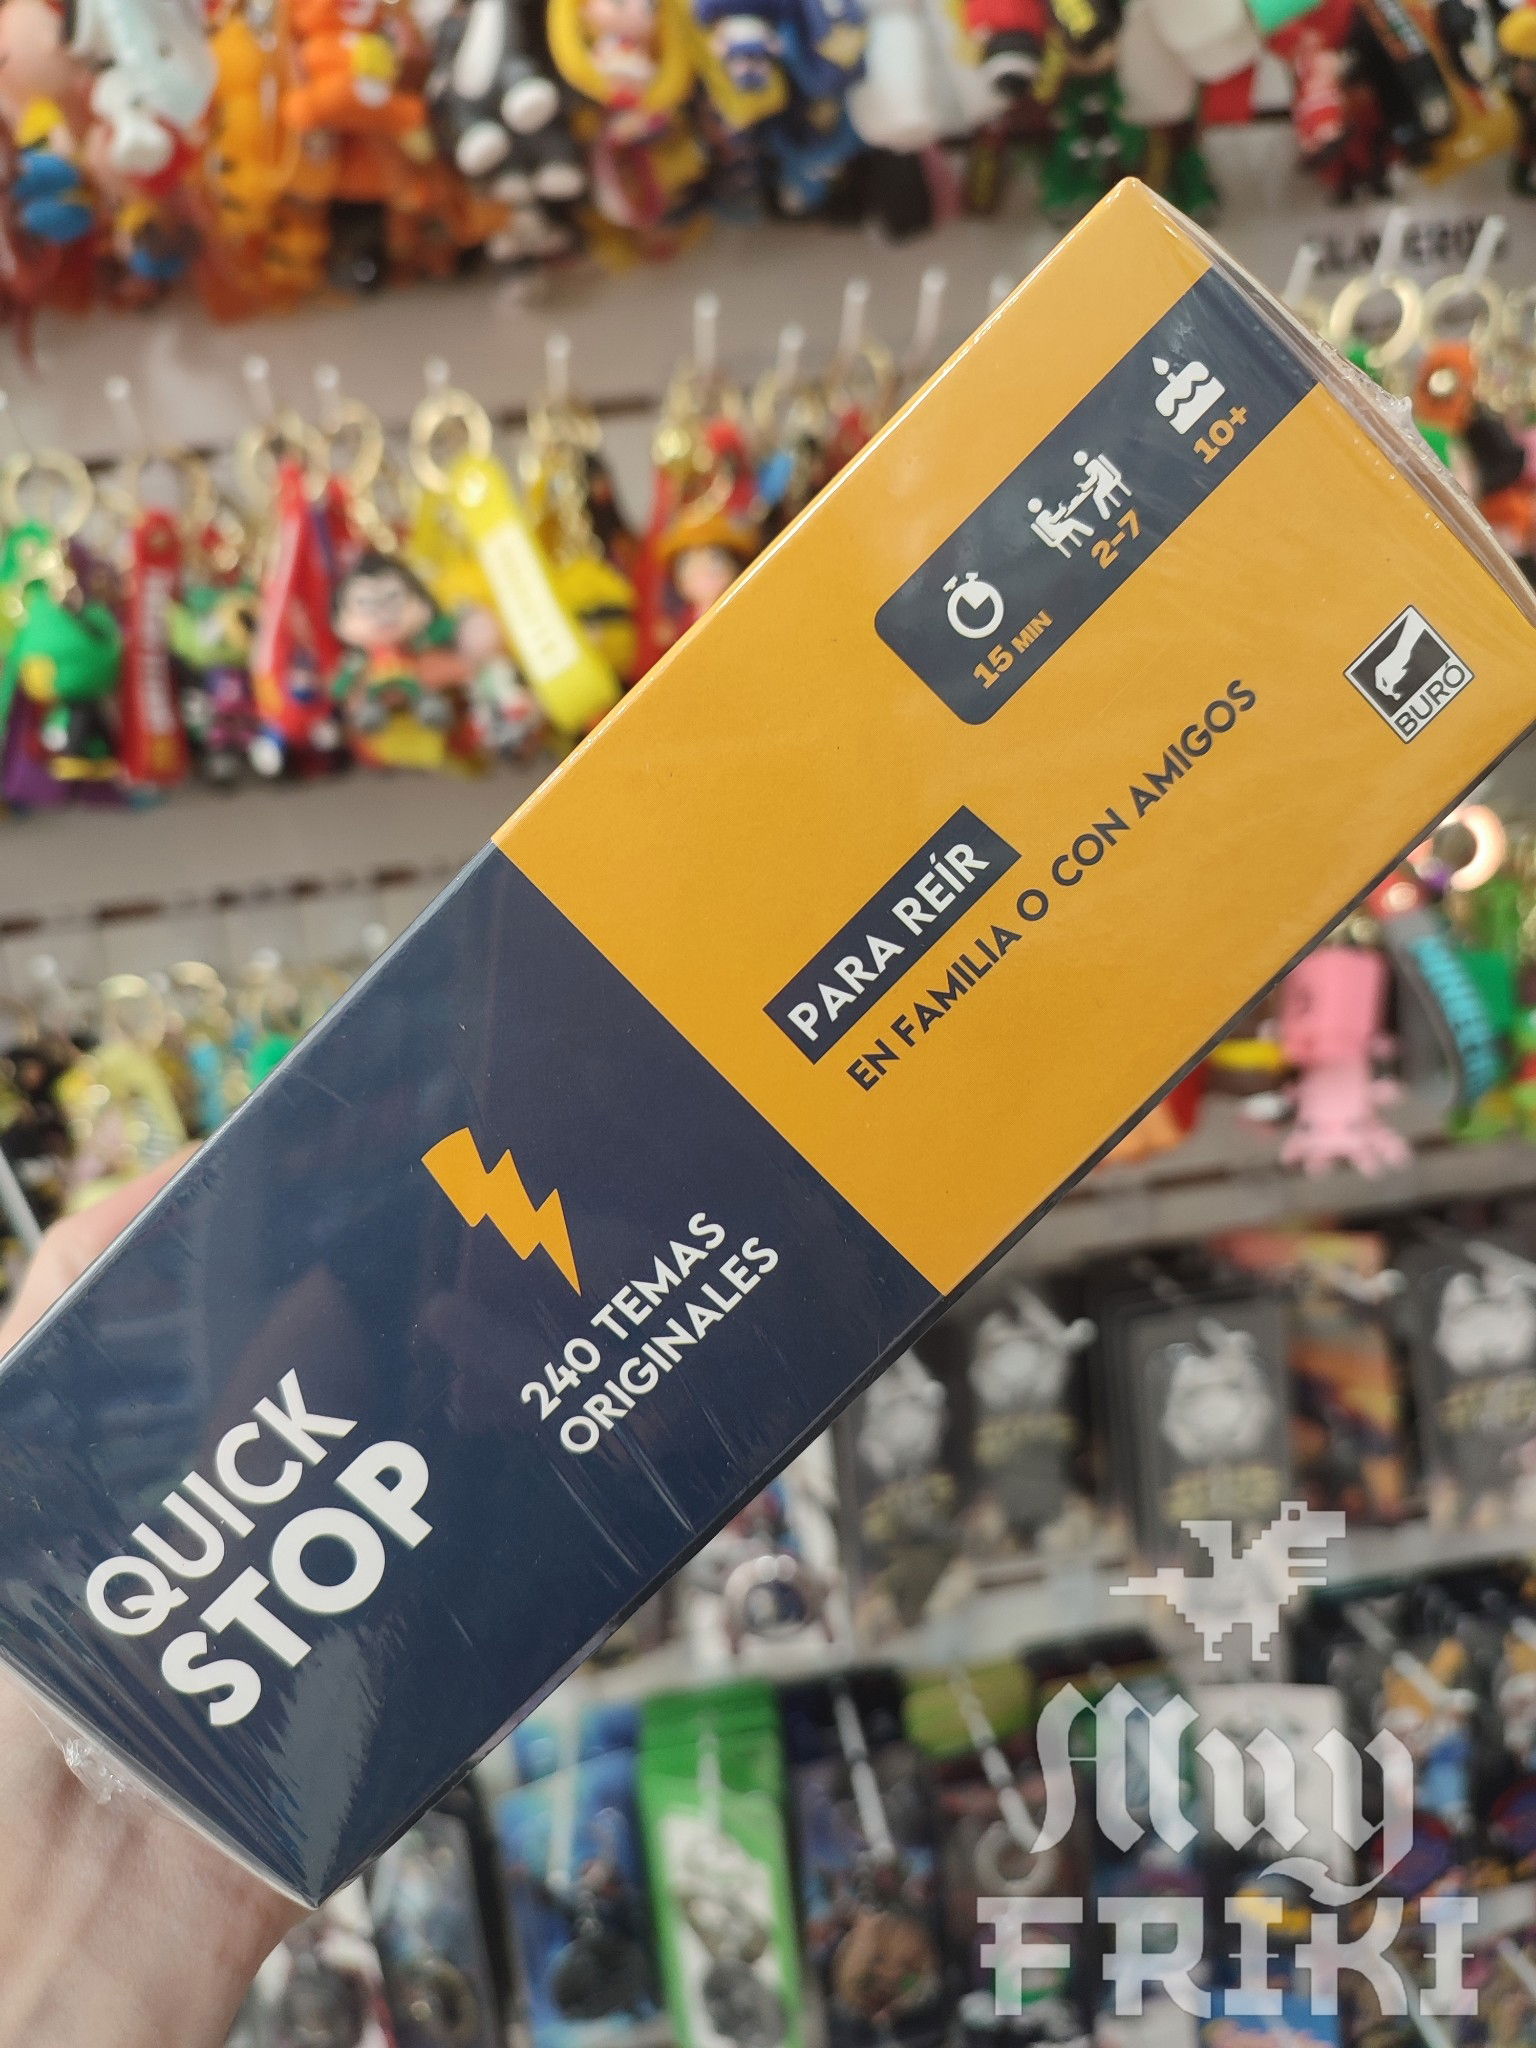 QUICK
STOP
240 TEMAS
ORIGINALES
PARA REÍR
EN FAMILIA O CON AMIGOS
15 MIN
2-7
10+
BURÓ
Muy
FRIKI